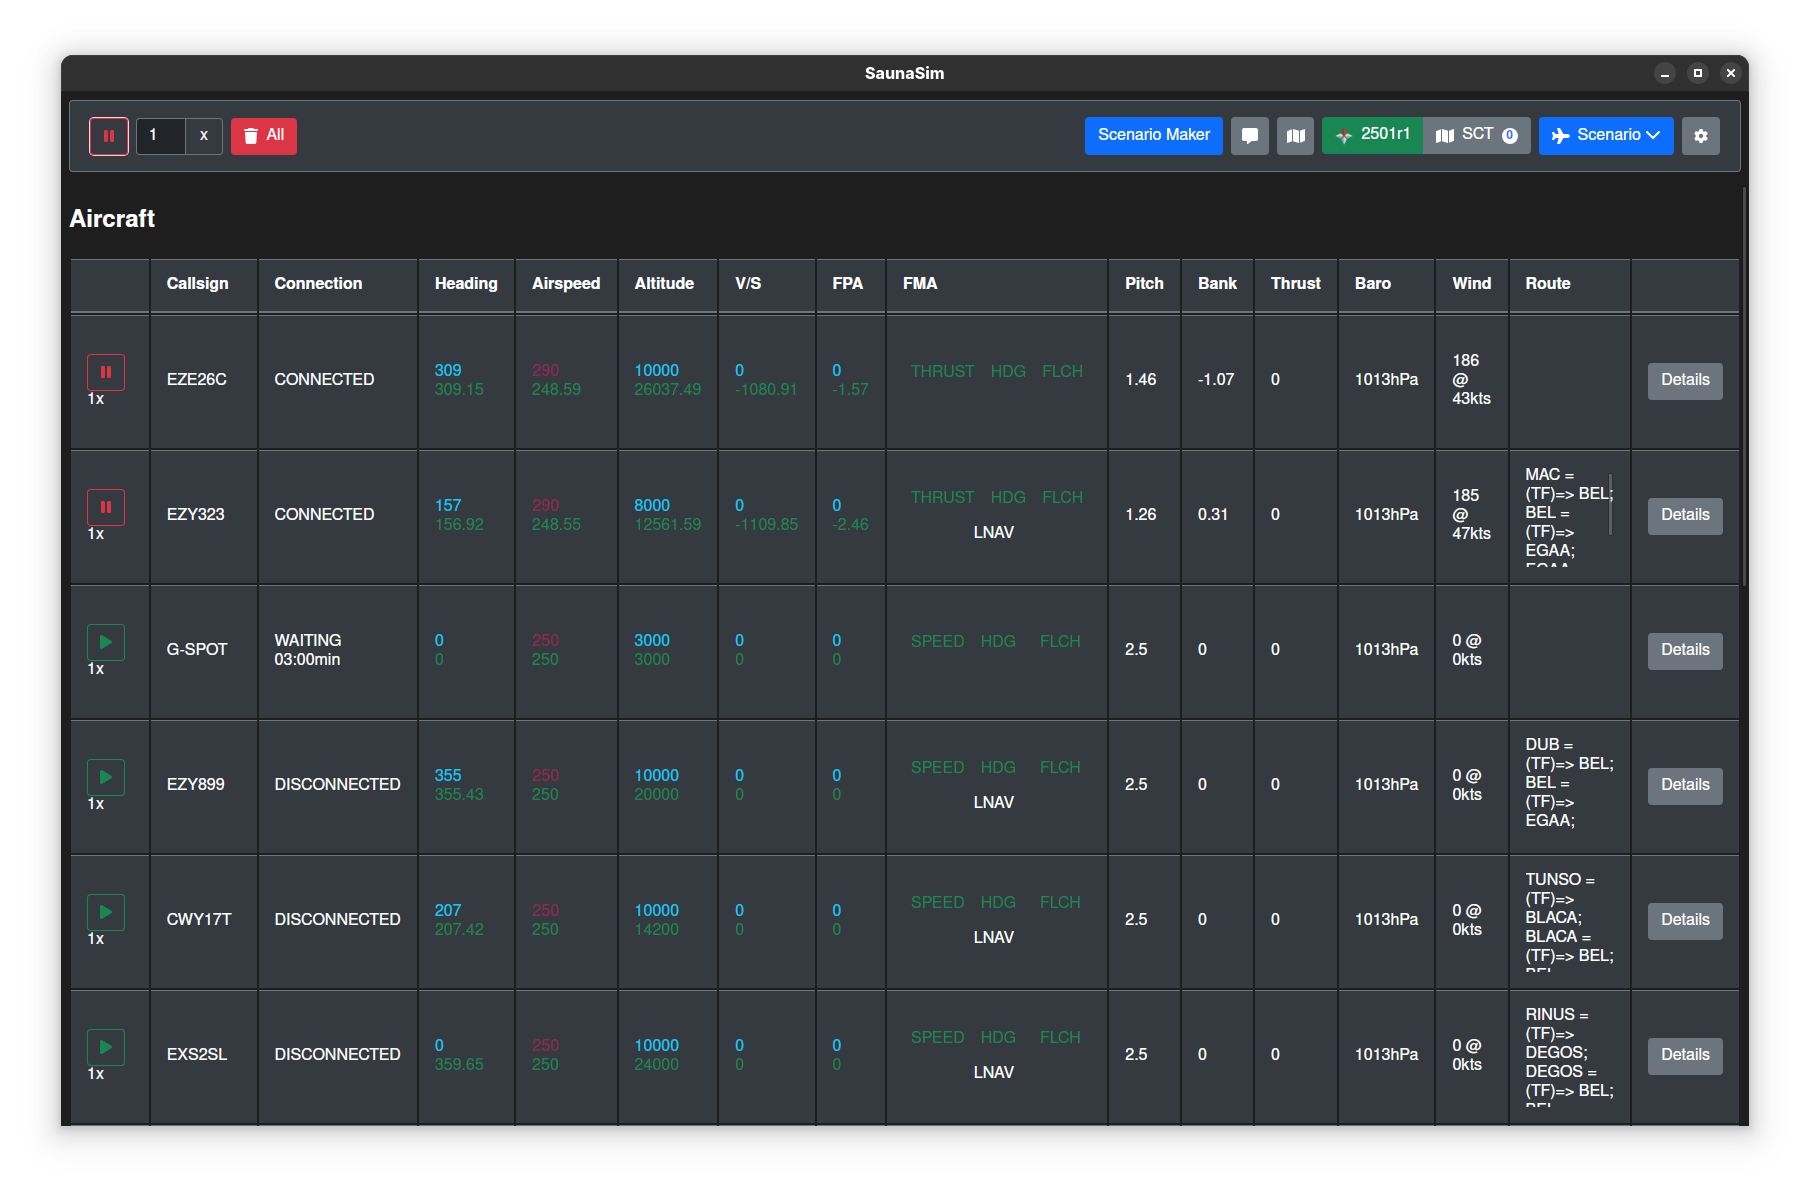 SaunaSim
1 x All Scenario Maker 2501r1 SCT 0 Scenario
Aircraft
Callsign Connection Heading Airspeed Altitude V/S FPA FMA Pitch Bank Thrust Baro Wind Route
1x
EZE26C
CONNECTED
309
309.15
290
248.59
10000
26037.49
0
-1080.91
0
-1.57
THRUST HDG FLCH
1.46
-1.07
0
1013hPa
186
@
43kts
Details
1x
EZY323
CONNECTED
157
156.92
290
248.55
8000
12561.59
0
-1109.85
0
-2.46
THRUST HDG FLCH
LNAV
1.26
0.31
0
1013hPa
185
@
47kts
MAC =
(TF)=> BEL;
BEL =
(TF)=>
EGAA;
EGAA
Details
1x
G-SPOT
WAITING
03:00min
0
0
250
250
3000
3000
0
0
0
0
SPEED HDG FLCH
2.5
0
0
1013hPa
0 @
0kts
Details
1x
EZY899
DISCONNECTED
355
355.43
250
250
10000
20000
0
0
0
0
SPEED HDG FLCH
LNAV
2.5
0
0
1013hPa
0 @
0kts
DUB =
(TF)=> BEL;
BEL =
(TF)=>
EGAA;
Details
1x
CWY17T
DISCONNECTED
207
207.42
250
250
10000
14200
0
0
0
0
SPEED HDG FLCH
LNAV
2.5
0
0
1013hPa
0 @
0kts
TUNSO =
(TF)=>
BLACA;
BLACA =
(TF)=> BEL;
BEL
Details
1x
EXS2SL
DISCONNECTED
0
359.65
250
250
10000
24000
0
0
0
0
SPEED HDG FLCH
LNAV
2.5
0
0
1013hPa
0 @
0kts
RINUS =
(TF)=>
DEGOS;
DEGOS =
(TF)=> BEL;
BEL
Details